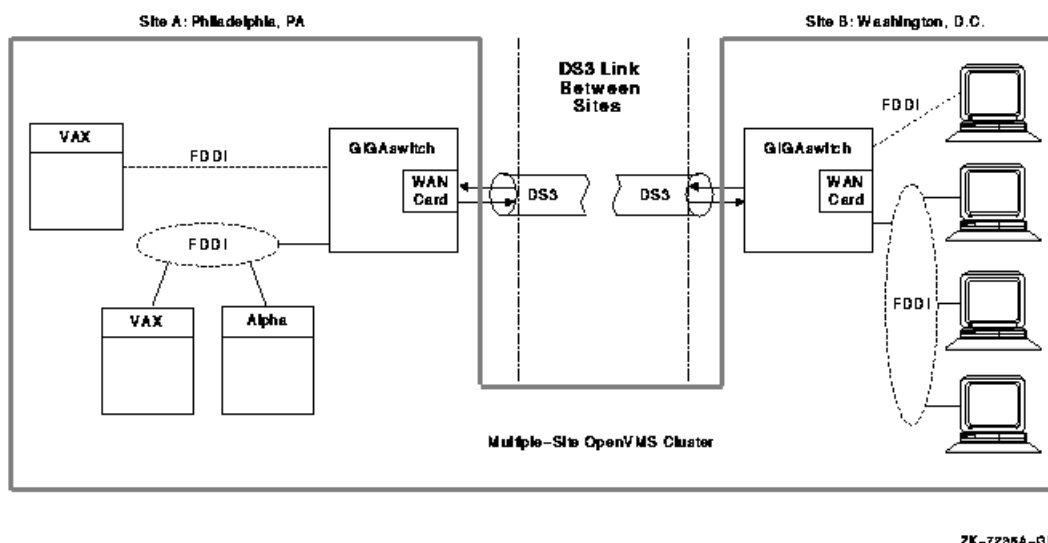 Site A: Philadelphia, PA
Site B: Washington, D.C.
DS3 Link
Between
Sites
VAX
FDDI
GIGAswitch
WAN
Card
DS3
DS3
GIGAswitch
WAN
Card
FDDI
FDDI
VAX
Alpha
FDDI
Multiple-Site OpenVMS Cluster